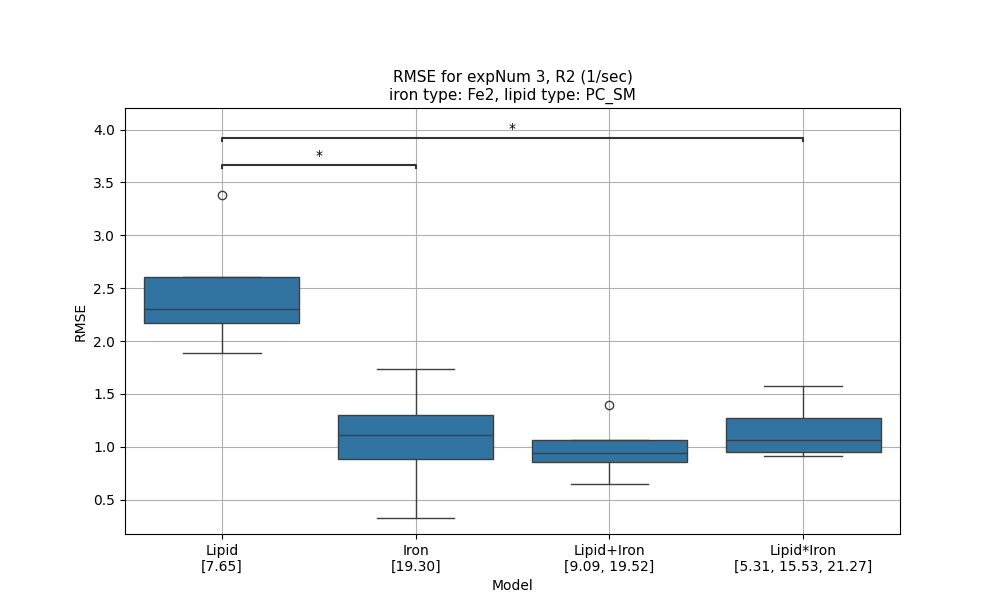 RMSE for expNum 3, R2 (1/sec)
iron type: Fe2, lipid type: PC_SM
*
*
4.0
3.5
3.0
2.5
2.0
1.5
1.0
0.5
RMSE
Lipid
[7.65]
Iron
[19.30]
Lipid+Iron
[9.09, 19.52]
Lipid*Iron
[5.31, 15.53, 21.27]
Model